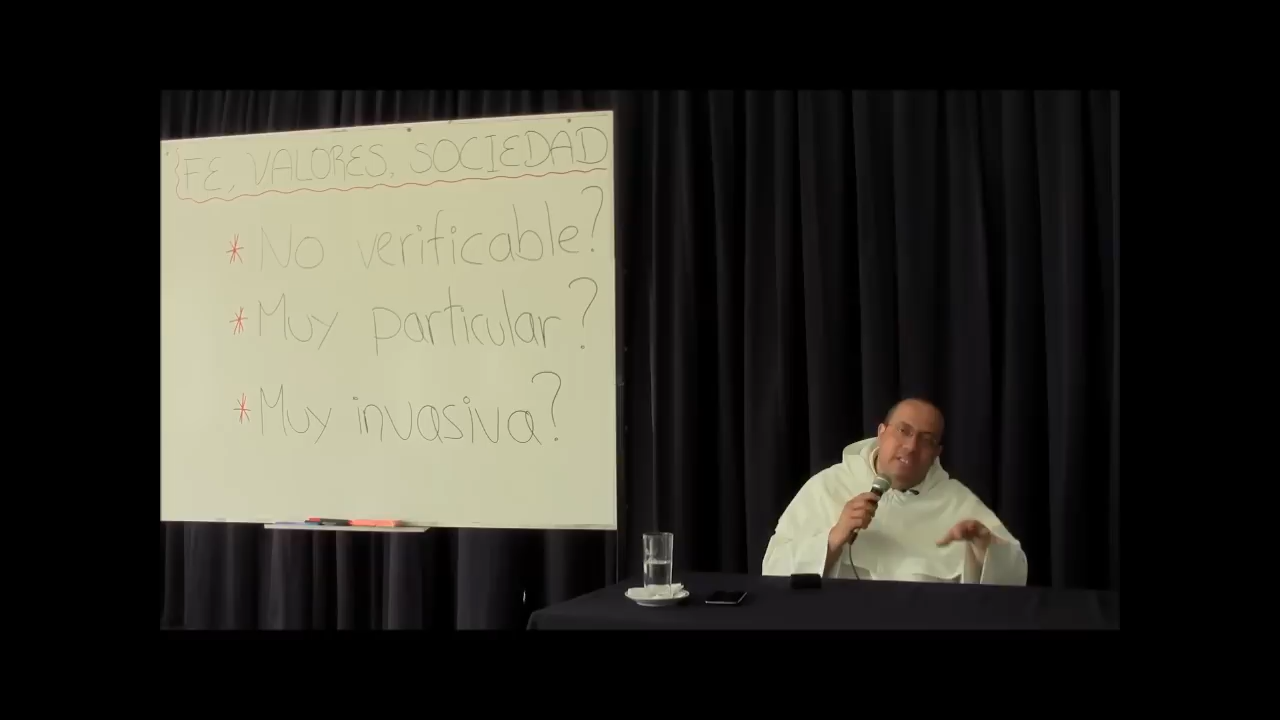 FE, VALORES, SOCIEDAD
* No verificable?
* Muy particular?
* Muy invasiva?